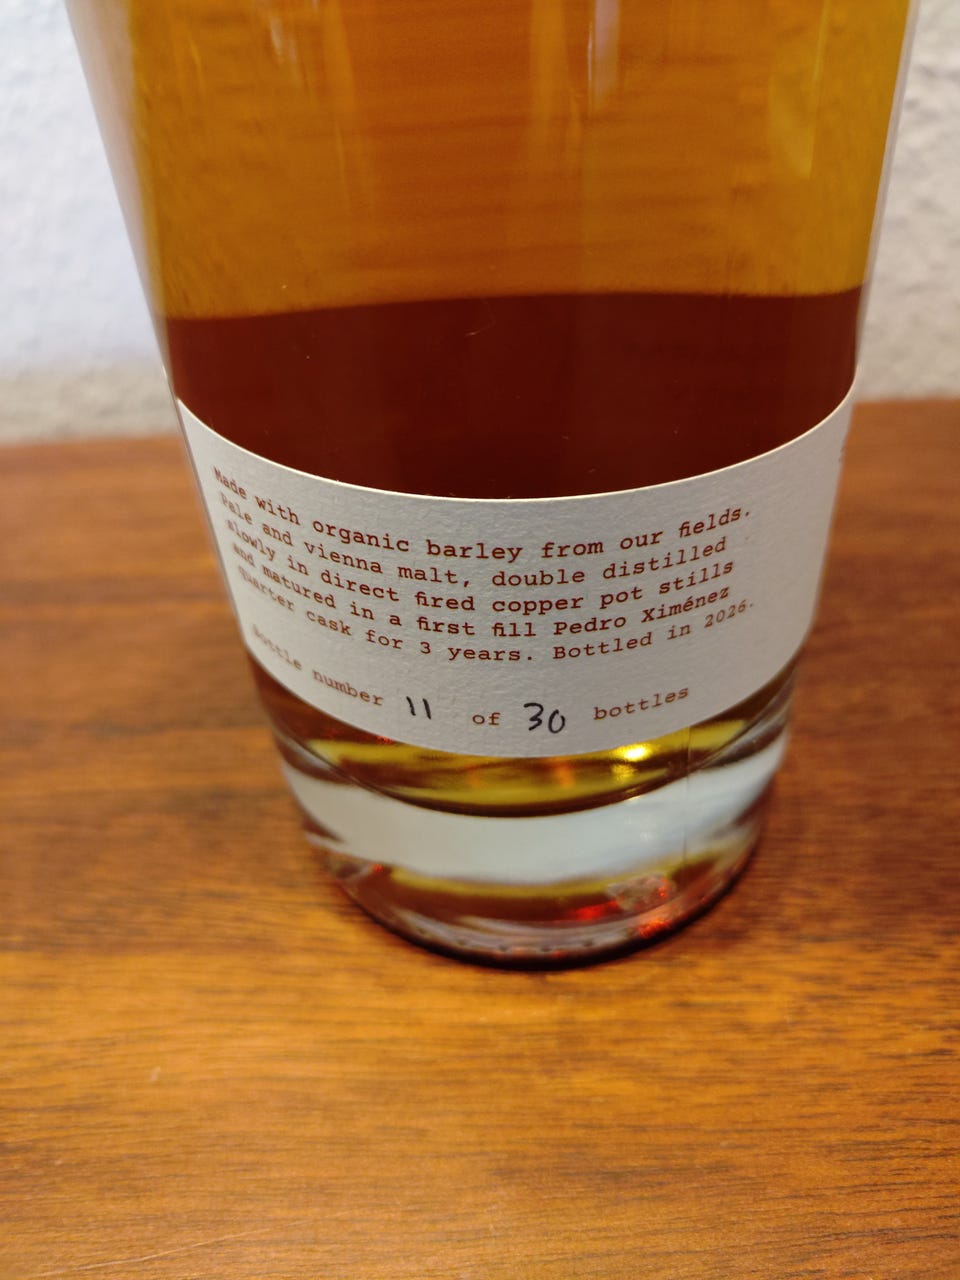 Made with organic barley from our fields.
Pale and vienna malt, double distilled
slowly in direct fired copper pot stills
and matured in a first fill Pedro Ximénez
quarter cask for 3 years. Bottled in 2026.
Bottle number 11 of 30 bottles